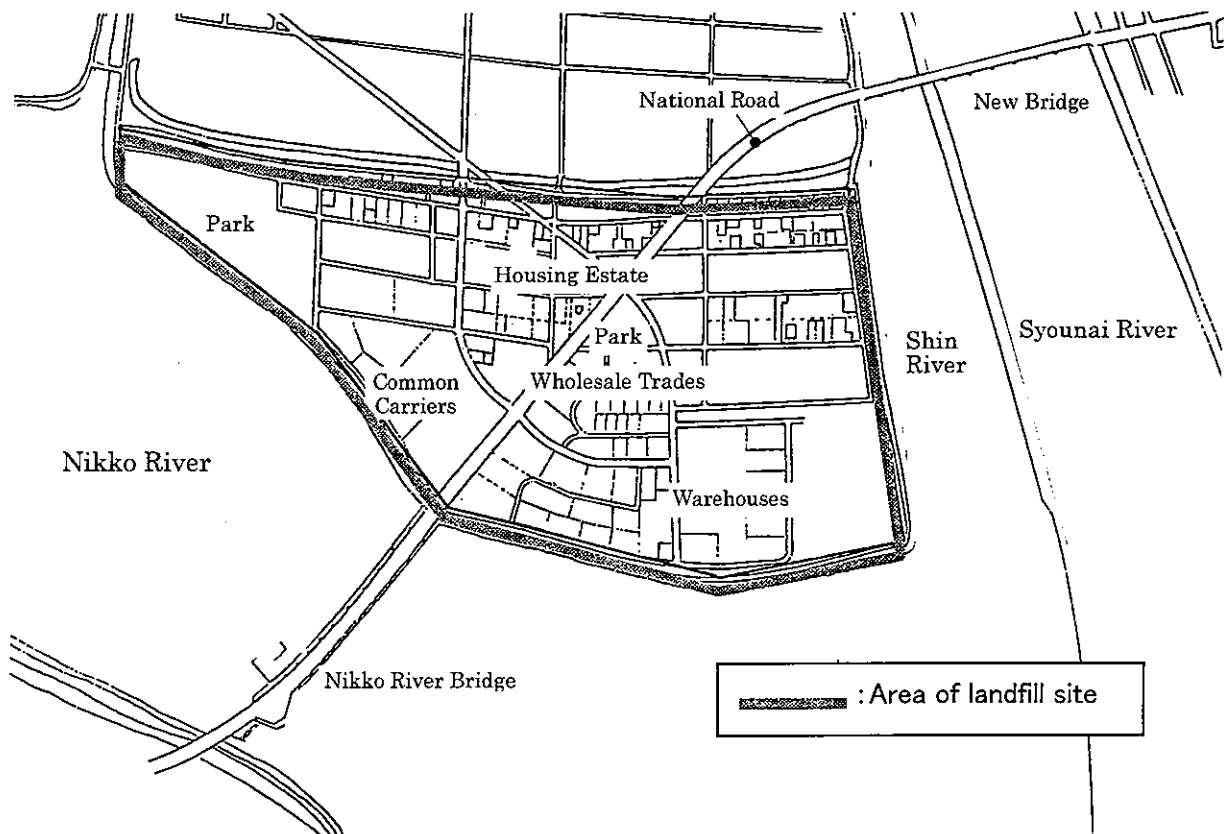 National Road
New Bridge
Park
Housing Estate
Park
Shin
River
Syounai River
Common
Carriers
Wholesale Trades
Nikko River
Warehouses
Nikko River Bridge
: Area of landfill site